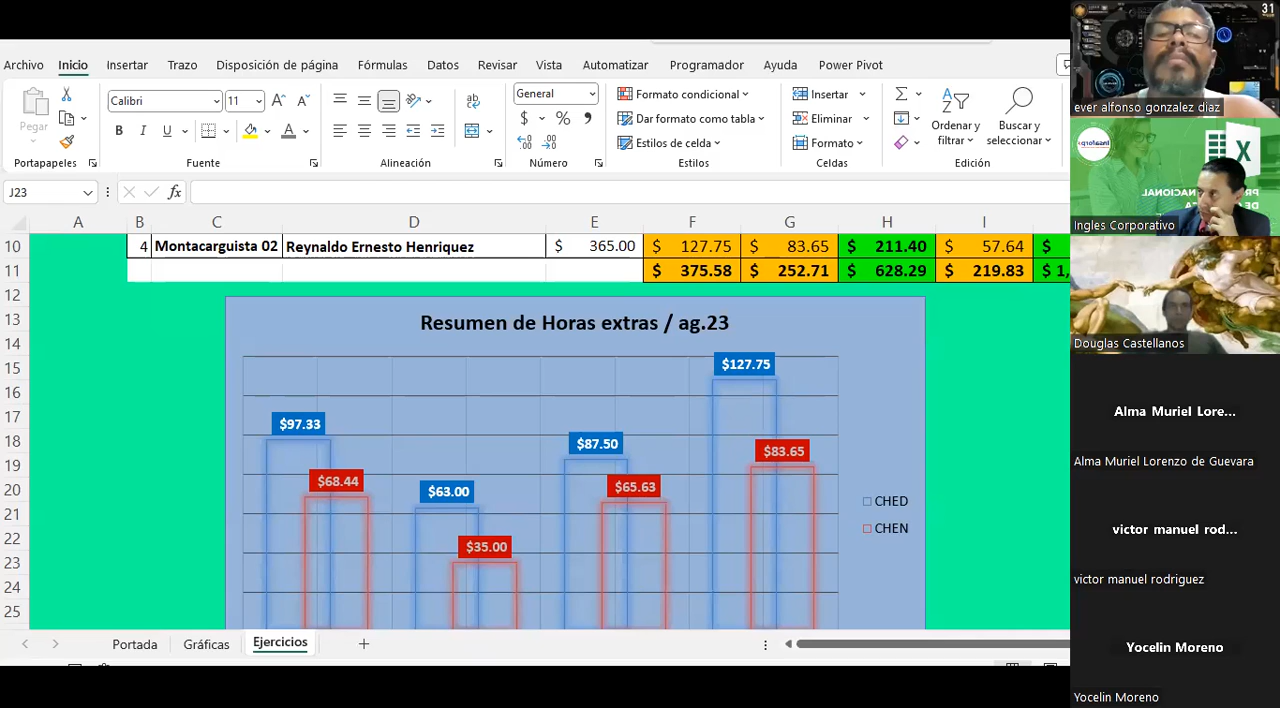 Archivo Inicio Insertar Trazo Disposición de página Fórmulas Datos Revisar Vista Automatizar Programador Ayuda Power Pivot
Pegar
Portapapeles
Calibri 11
N K S
Fuente
Alineación
General
$ % 
Número
Formato condicional
Dar formato como tabla
Estilos de celda
Estilos
Insertar
Eliminar
Formato
Celdas
Ordenar y filtrar
Buscar y seleccionar
Edición
J23
fx
A B C D E F G H I
10 4 Montacarguista 02 Reynaldo Ernesto Henriquez $ 365.00 $ 127.75 $ 83.65 $ 211.40 $ 57.64 $
11 $ 375.58 $ 252.71 $ 628.29 $ 219.83 $ 1,
12
13
14
15
16
17
18
19
20
21
22
23
24
25
Resumen de Horas extras / ag.23
$127.75
$97.33
$87.50
$83.65
$68.44
$63.00
$65.63
$35.00
CHED
CHEN
Portada Gráficas Ejercicios
31
ever alfonso gonzalez diaz
Ingles Corporativo
Douglas Castellanos
Alma Muriel Lore...
Alma Muriel Lorenzo de Guevara
victor manuel rod...
victor manuel rodriguez
Yocelin Moreno
Yocelin Moreno